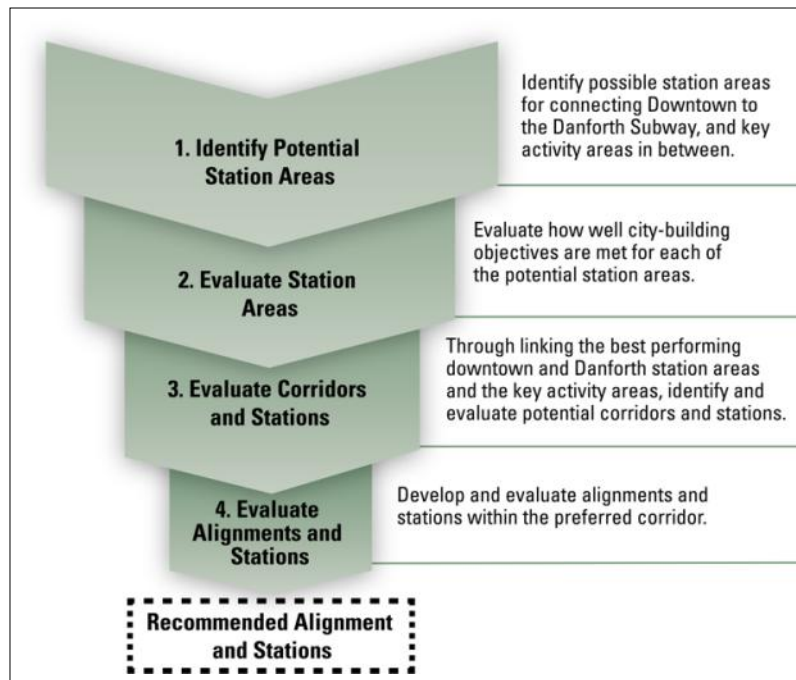 1. Identify Potential
Station Areas
Identify possible station areas
for connecting Downtown to
the Danforth Subway, and key
activity areas in between.
2. Evaluate Station
Areas
Evaluate how well city-building
objectives are met for each of
the potential station areas.
3. Evaluate Corridors
and Stations
Through linking the best performing
downtown and Danforth station areas
and the key activity areas, identify and
evaluate potential corridors and stations.
4. Evaluate
Alignments and
Stations
Develop and evaluate alignments and
stations within the preferred corridor.
Recommended Alignment
and Stations